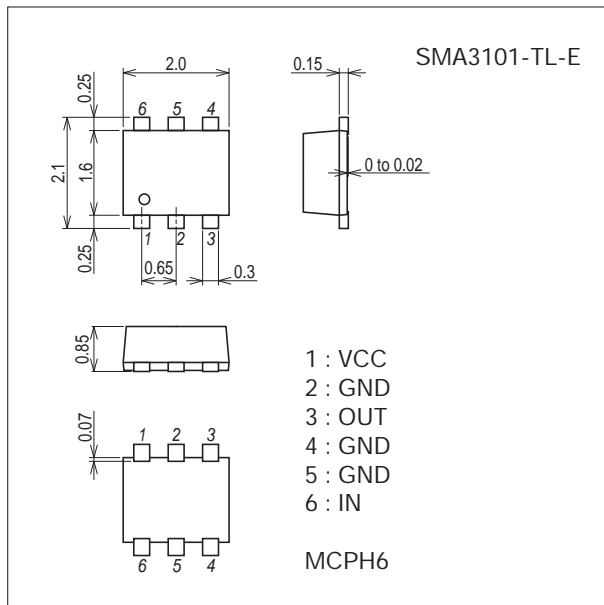 SMA3101-TL-E
2.0
0.15
0.25
6 5 4
2.1
1.6
0 to 0.02
0.25
1 2 3
0.65
0.3
0.85
1 : VCC
2 : GND
3 : OUT
4 : GND
5 : GND
6 : IN
0.07
1 2 3
6 5 4
MCPH6